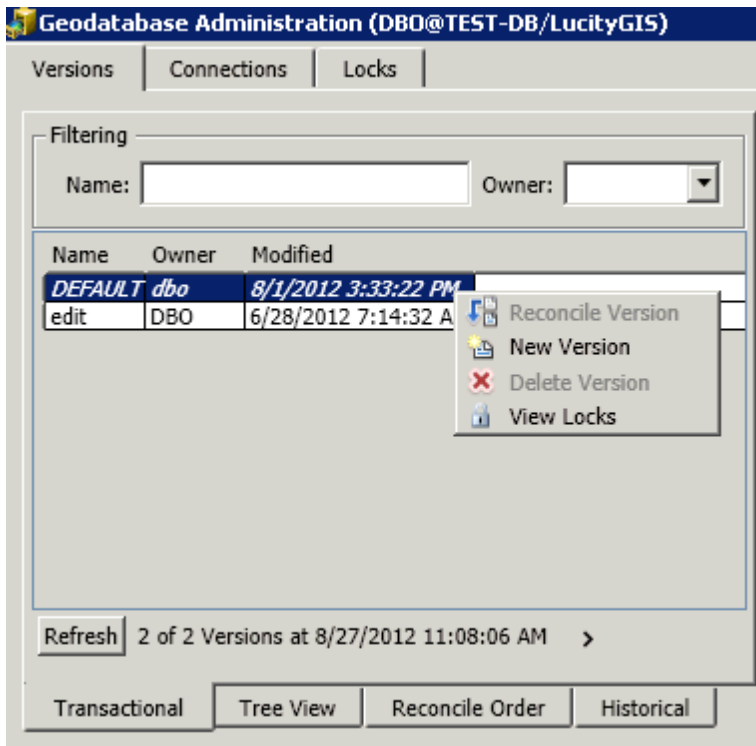 Geodatabase Administration (DBO@TEST-DB/LucityGIS)
Versions Connections Locks
Filtering
Name: Owner:
Name Owner Modified
DEFAULT dbo 8/1/2012 3:33:22 PM
edit DBO 6/28/2012 7:14:32 A
Reconcile Version
New Version
Delete Version
View Locks
Refresh 2 of 2 Versions at 8/27/2012 11:08:06 AM >
Transactional Tree View Reconcile Order Historical